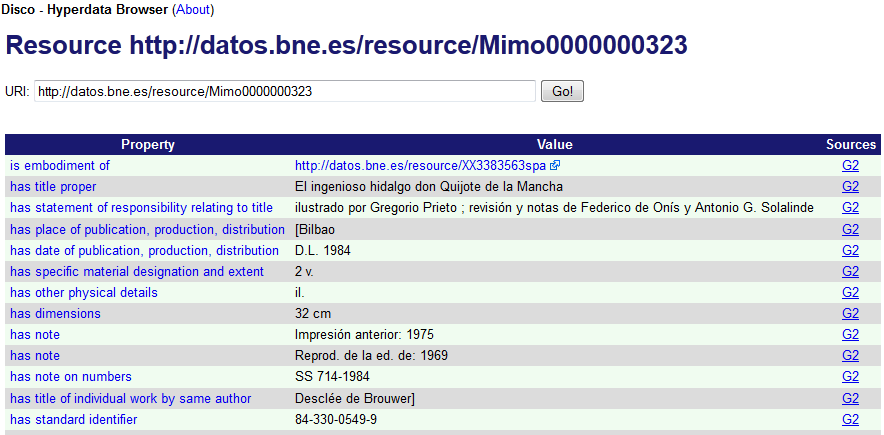 Disco - Hyperdata Browser (About)
Resource http://datos.bne.es/resource/Mimo0000000323
URI: http://datos.bne.es/resource/Mimo0000000323 Go!
Property Value Sources
is embodiment of http://datos.bne.es/resource/XX3383563spa G2
has title proper El ingenioso hidalgo don Quijote de la Mancha G2
has statement of responsibility relating to title ilustrado por Gregorio Prieto ; revisión y notas de Federico de Onís y Antonio G. Solalinde G2
has place of publication, production, distribution [Bilbao G2
has date of publication, production, distribution D.L. 1984 G2
has specific material designation and extent 2 v. G2
has other physical details il. G2
has dimensions 32 cm G2
has note Impresión anterior: 1975 G2
has note Reprod. de la ed. de: 1969 G2
has note on numbers SS 714-1984 G2
has title of individual work by same author Desclée de Brouwer] G2
has standard identifier 84-330-0549-9 G2